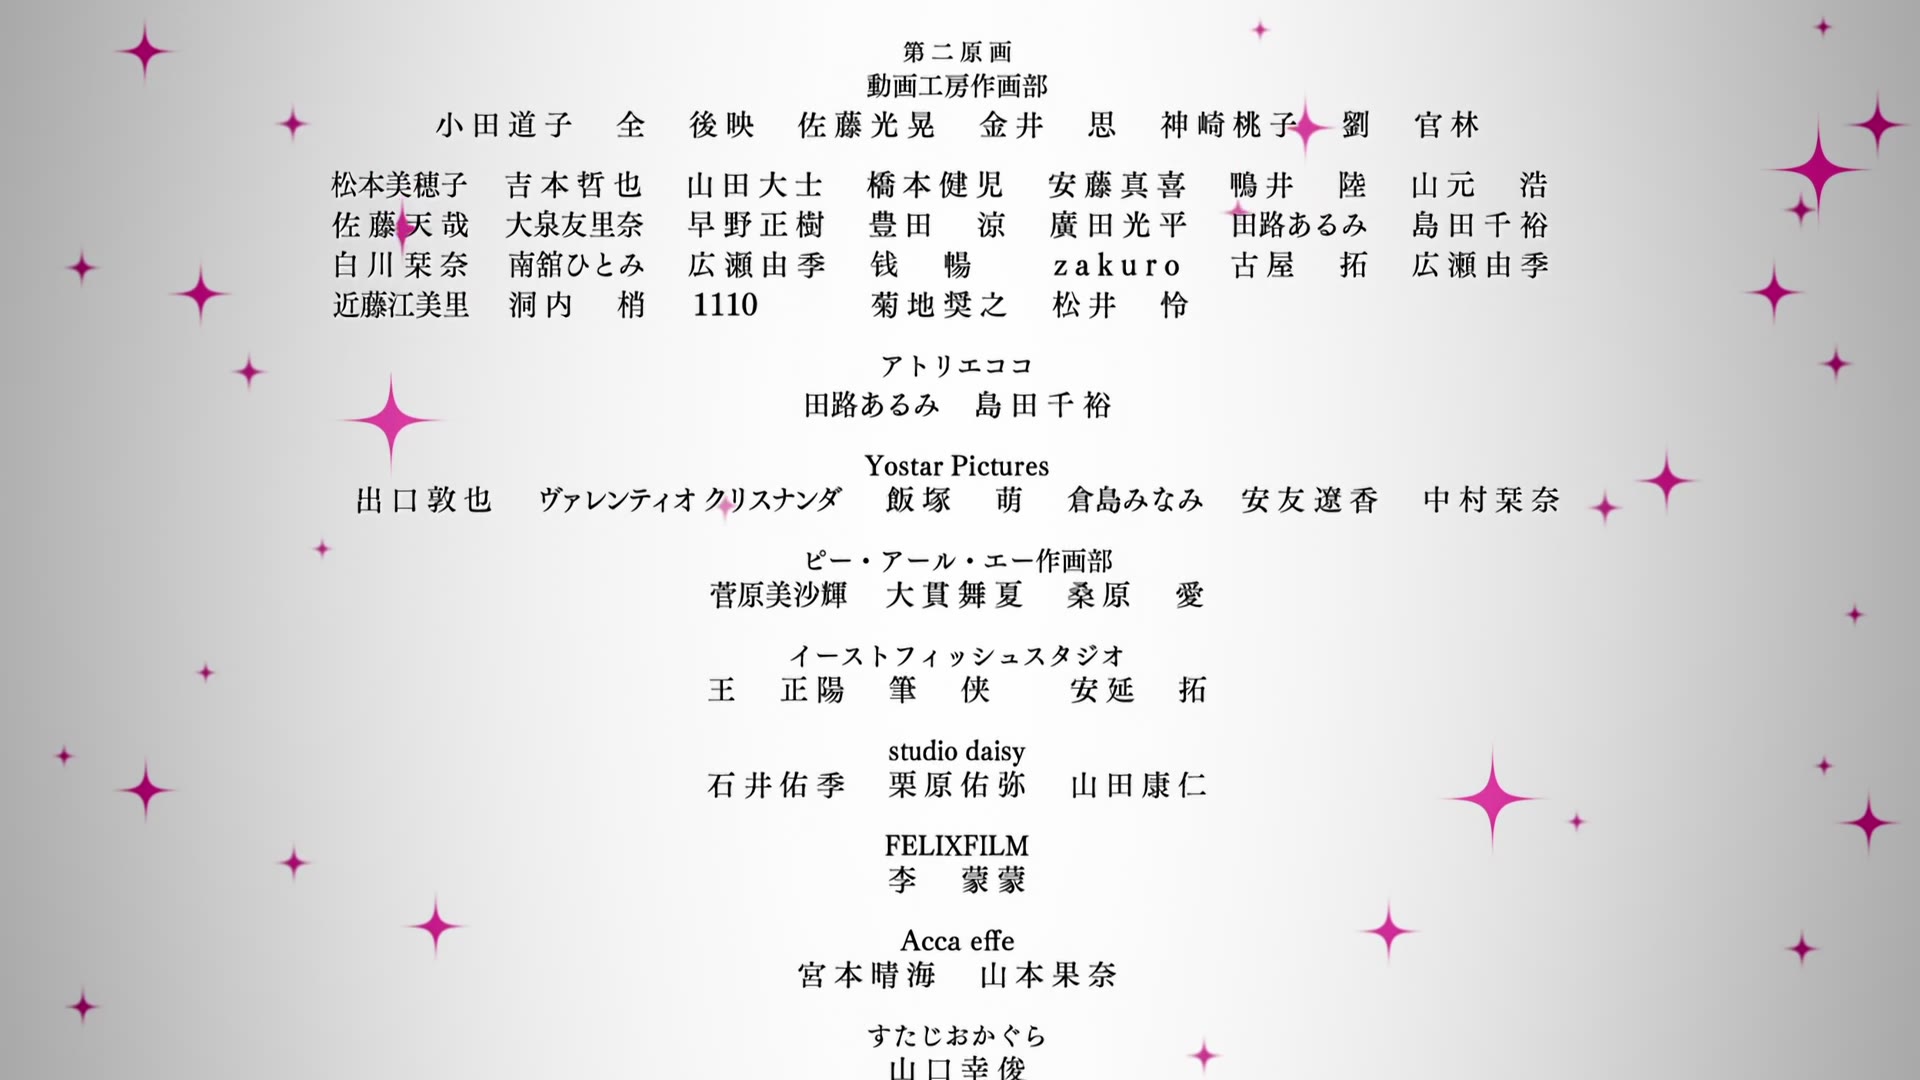 第二原画
動画工房作画部
小田道子 全 後映 佐藤光晃 金井 思 神崎桃子 劉 官林
松本美穂子 吉本哲也 山田大士 橋本健児 安藤真喜 鴨井 陸 山元 浩
佐藤天哉 大泉友里奈 早野正樹 豊田 涼 廣田光平 田路あるみ 島田千裕
白川栞奈 南舘ひとみ 広瀬由季 钱 暢 zakuro 古屋 拓 広瀬由季
近藤江美里 洞内 梢 1110 菊地奨之 松井 怜
アトリエココ
田路あるみ 島田千裕
Yostar Pictures
出口敦也 ヴァレンティオ クリスナンダ 飯塚 萌 倉島みなみ 安友遼香 中村栞奈
ピー・アール・エー作画部
菅原美沙輝 大貫舞夏 桑原 愛
イーストフィッシュスタジオ
王 正陽 筆 侠 安延 拓
studio daisy
石井佑季 栗原佑弥 山田康仁
FELIXFILM
李 蒙蒙
Acca effe
宮本晴海 山本果奈
すたじおかぐら
山口幸俊